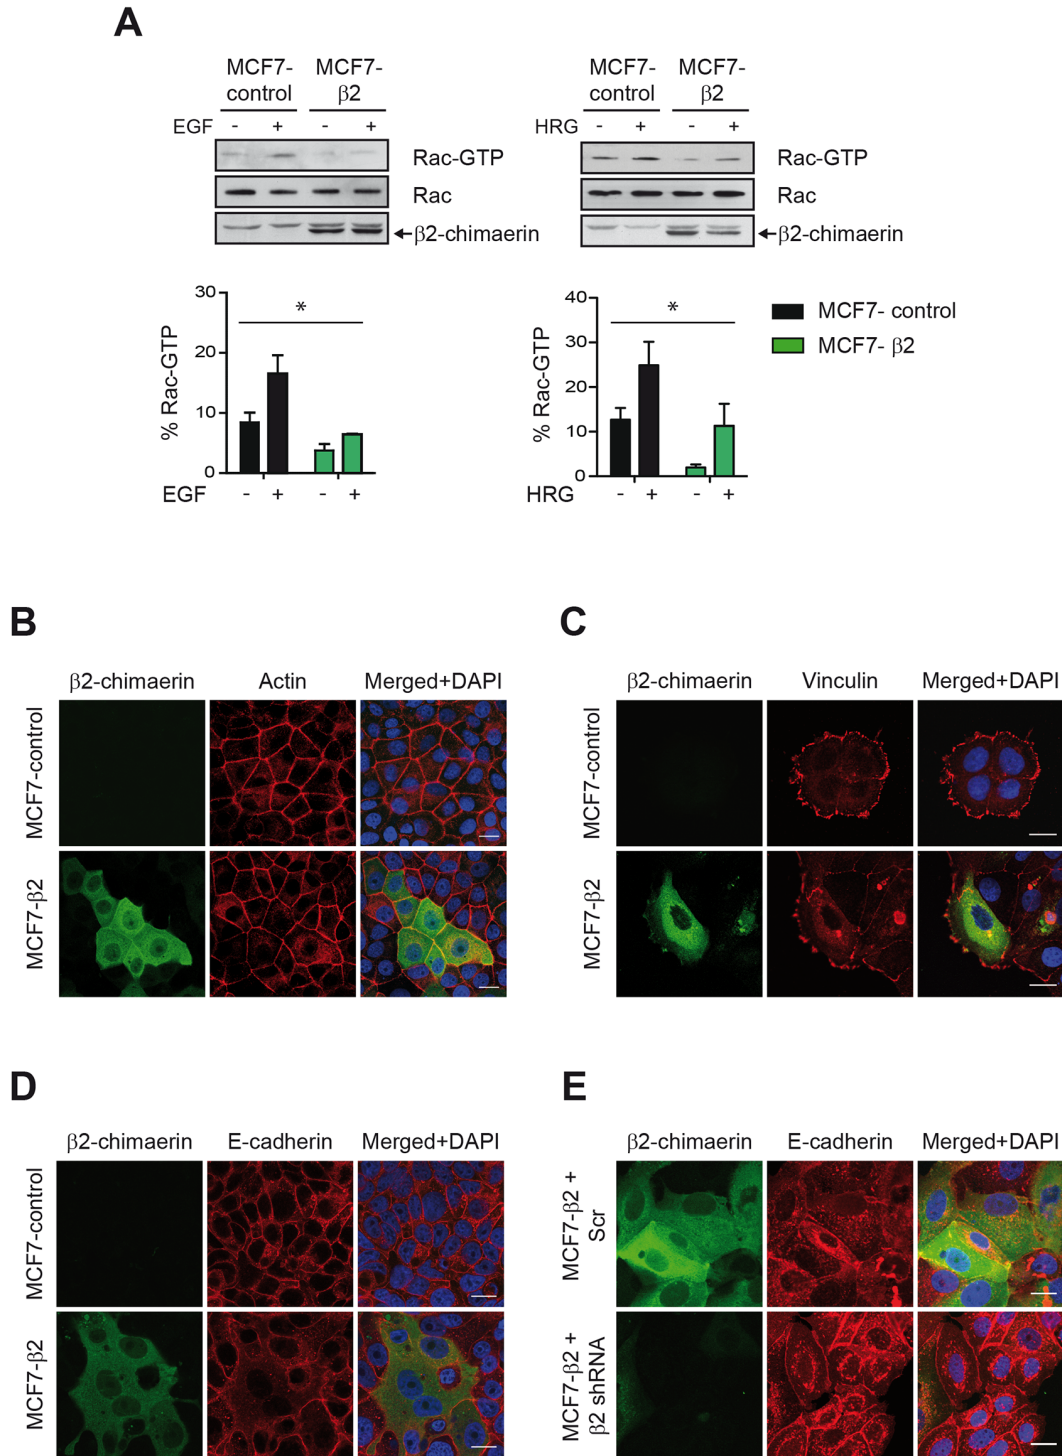 A
MCF7-
control
MCF7-
β2
EGF - + - +
Rac-GTP
Rac
β2-chimaerin
MCF7-
control
MCF7-
β2
HRG - + - +
Rac-GTP
Rac
β2-chimaerin
% Rac-GTP
30
20
10
0
*
EGF - + - +
% Rac-GTP
40
30
20
10
0
*
HRG - + - +
MCF7- control
MCF7- β2
B
β2-chimaerin Actin Merged+DAPI
MCF7-control
MCF7-β2
C
β2-chimaerin Vinculin Merged+DAPI
MCF7-control
MCF7-β2
D
β2-chimaerin E-cadherin Merged+DAPI
MCF7-control
MCF7-β2
E
β2-chimaerin E-cadherin Merged+DAPI
MCF7-β2 +
Scr
MCF7-β2 +
β2 shRNA